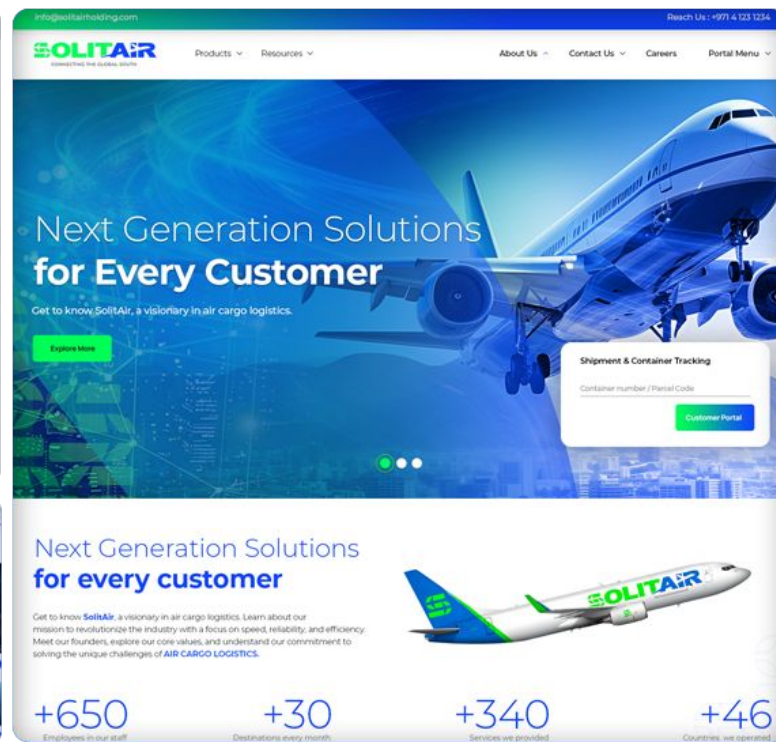 info@solitairholding.com
Reach Us : +971 4 123 1234
SOLITAIR
CONNECTING THE GLOBAL SOUTH
Products
Resources
About Us
Contact Us
Careers
Portal Menu
Next Generation Solutions
for Every Customer
Get to know SolitAir, a visionary in air cargo logistics.
Explore More
Shipment & Container Tracking
Container number / Parcel Code
Customer Portal
Next Generation Solutions
for every customer
SOLITAIR
Get to know SolitAir, a visionary in air cargo logistics. Learn about our
mission to revolutionize the industry with a focus on speed, reliability, and efficiency.
Meet our founders, explore our core values, and understand our commitment to
solving the unique challenges of AIR CARGO LOGISTICS.
+650
+30
+340
+46
Employees in our staff
Destinations every month
Services we provided
Countries we operated